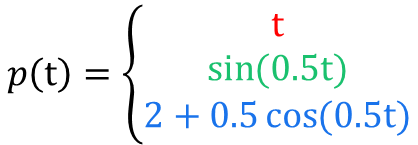 t
p(t) = { sin(0.5t)
2 + 0.5 cos(0.5t)